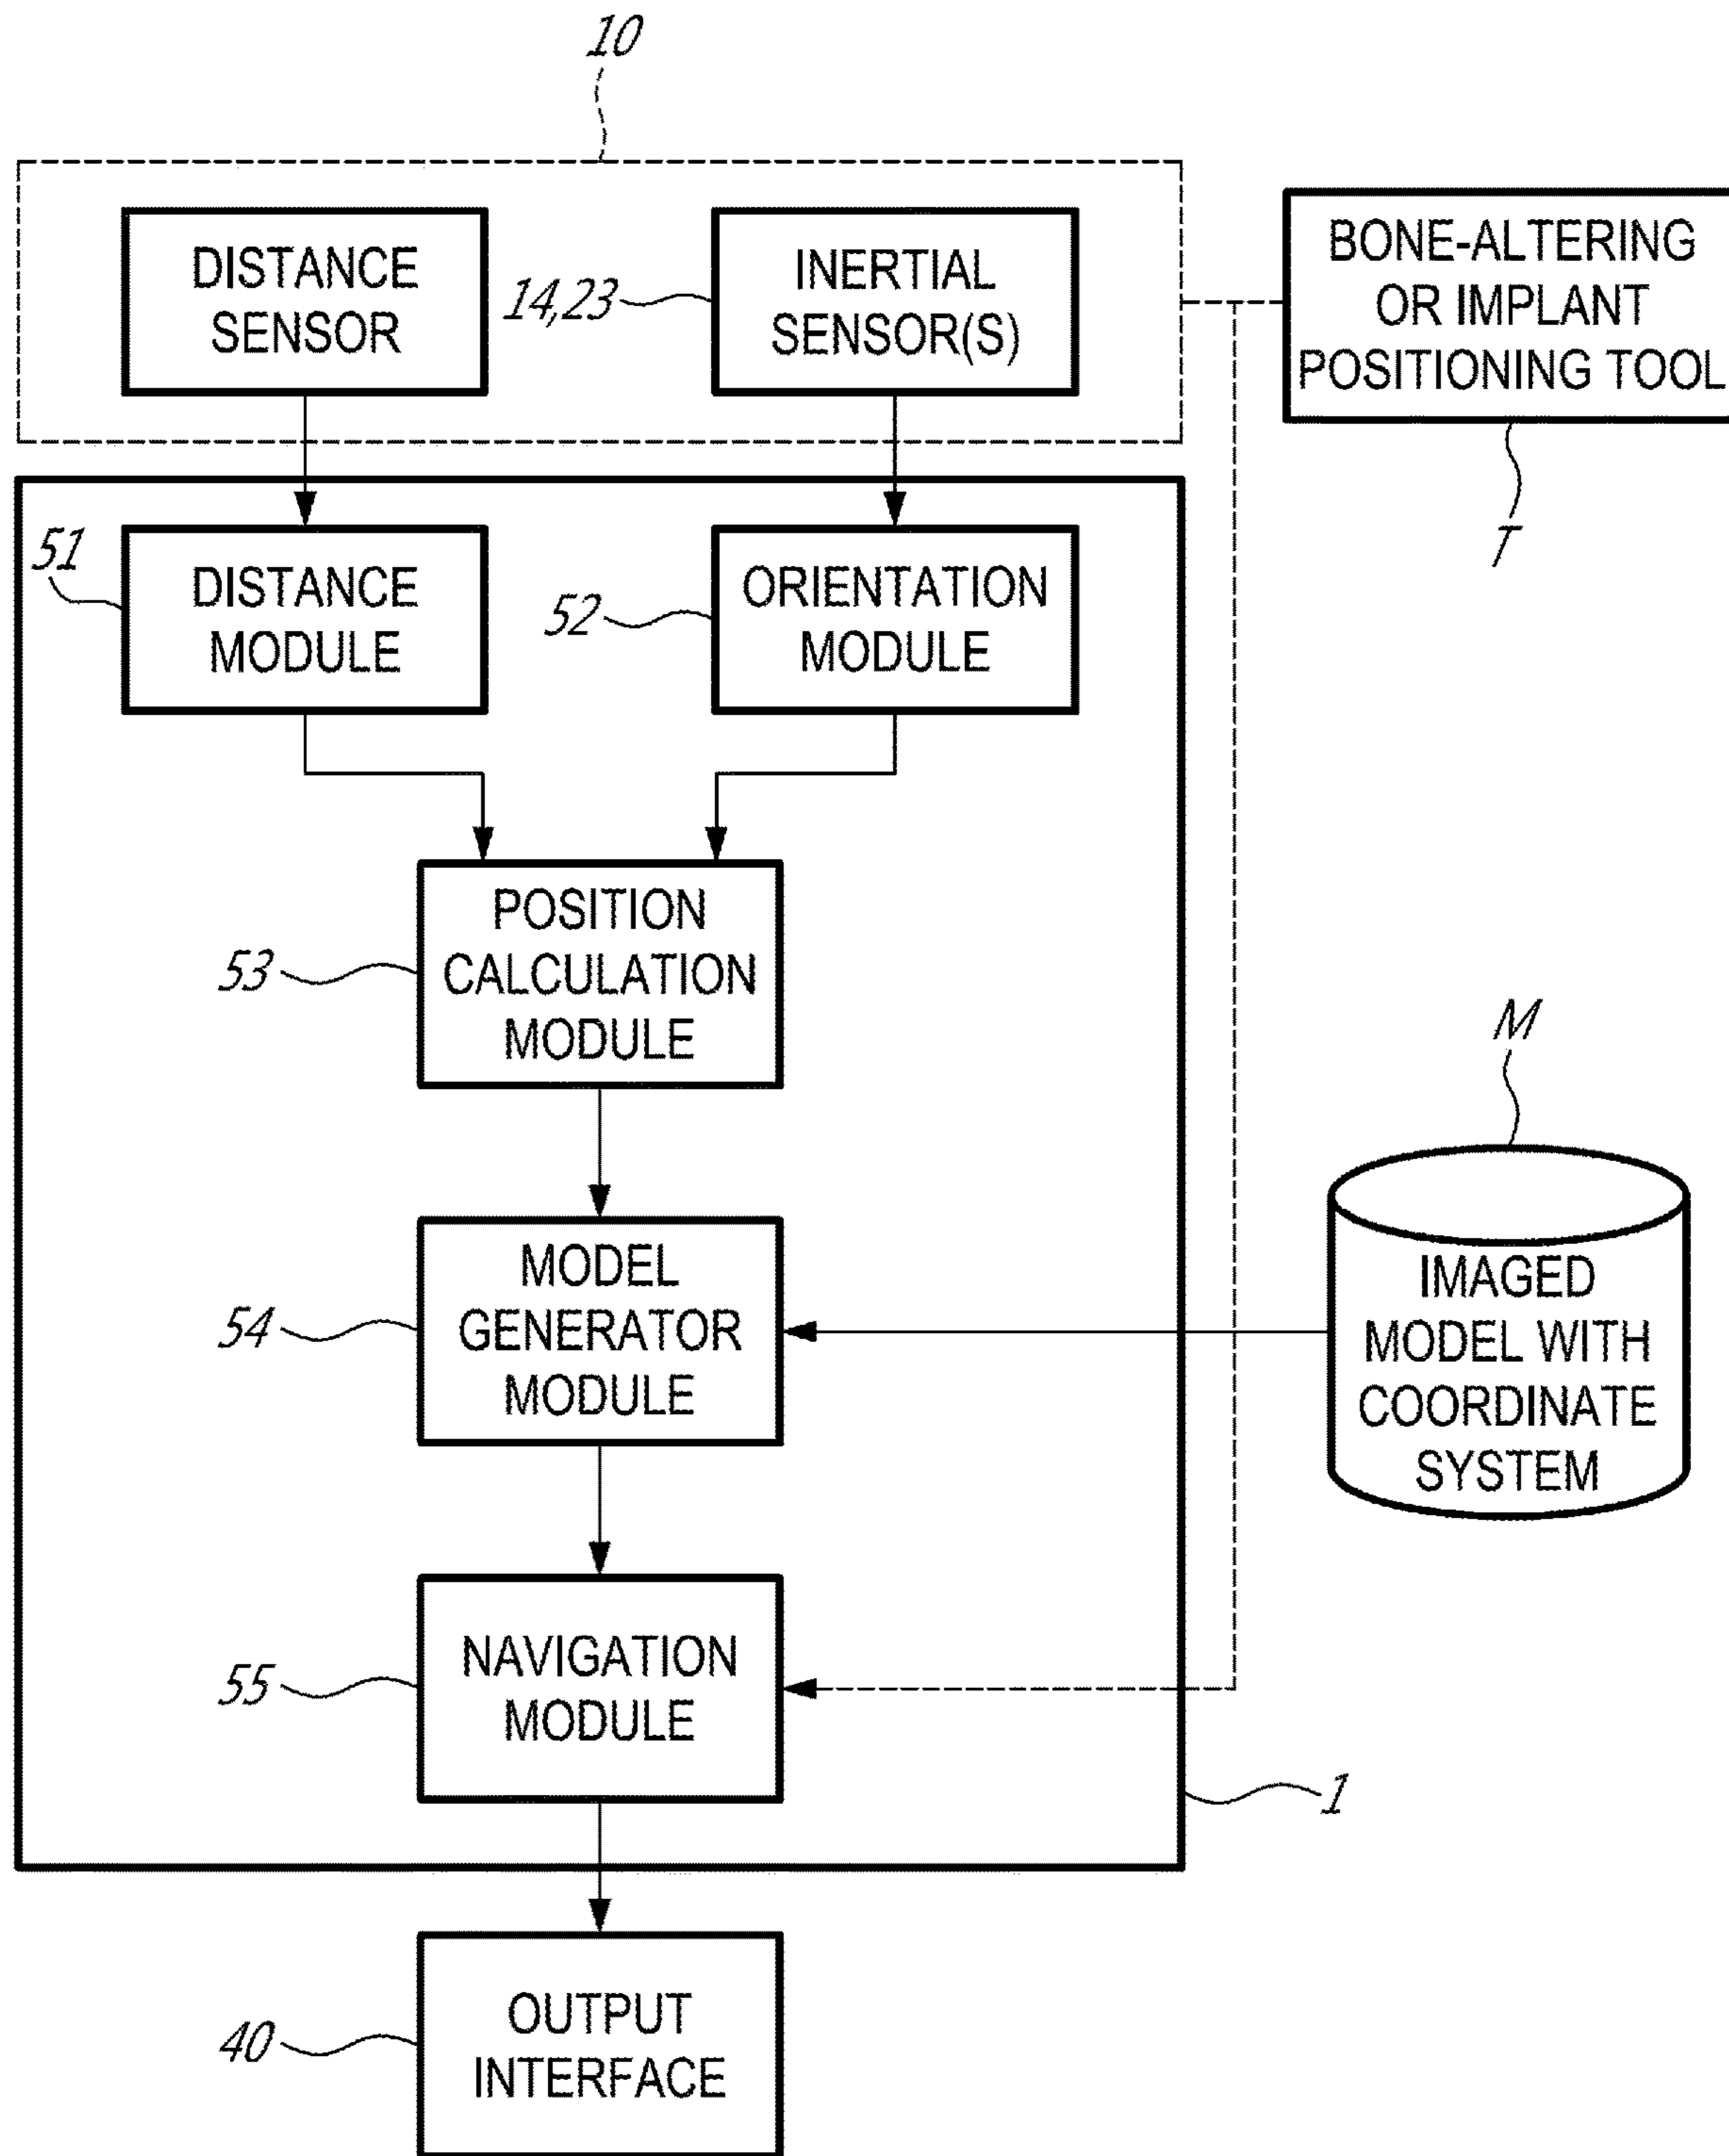 10
DISTANCE
SENSOR
14,23
INERTIAL
SENSOR(S)
BONE-ALTERING
OR IMPLANT
POSITIONING TOOL
T
51
DISTANCE
MODULE
52
ORIENTATION
MODULE
53
POSITION
CALCULATION
MODULE
M
54
MODEL
GENERATOR
MODULE
IMAGED
MODEL WITH
COORDINATE
SYSTEM
55
NAVIGATION
MODULE
1
40
OUTPUT
INTERFACE